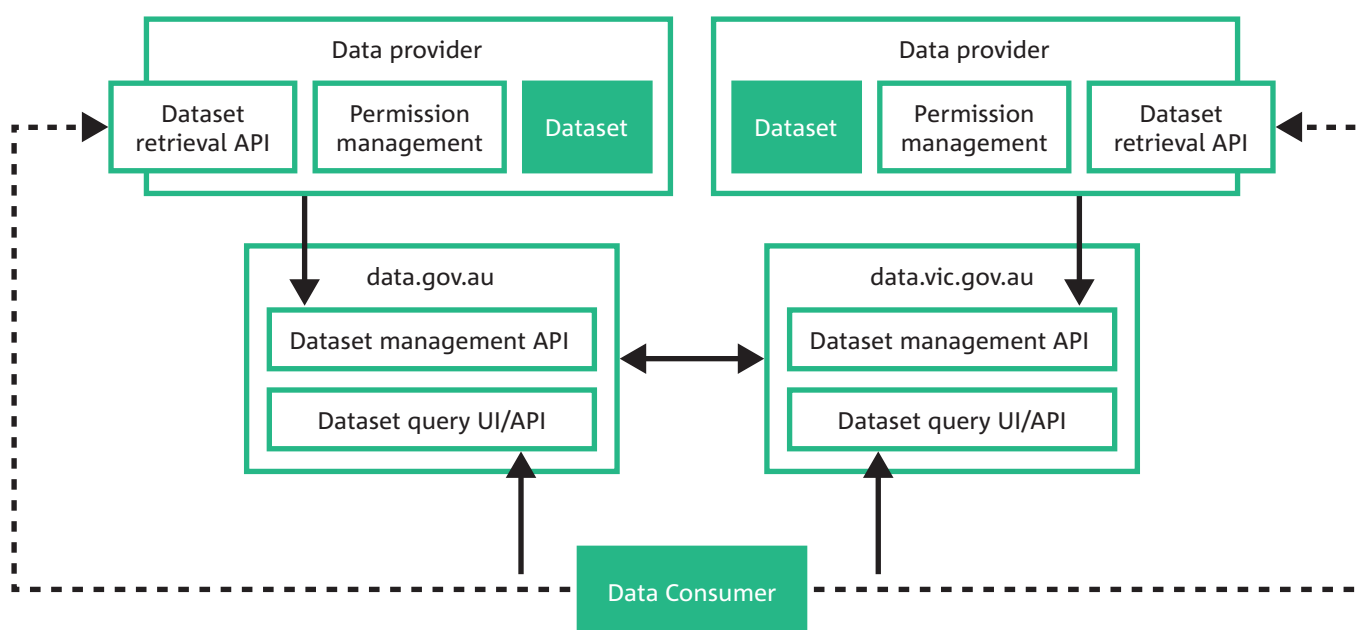 Data provider
Dataset
retrieval API
Permission
management
Dataset
Data provider
Dataset
Permission
management
Dataset
retrieval API
data.gov.au
Dataset management API
Dataset query UI/API
data.vic.gov.au
Dataset management API
Dataset query UI/API
Data Consumer